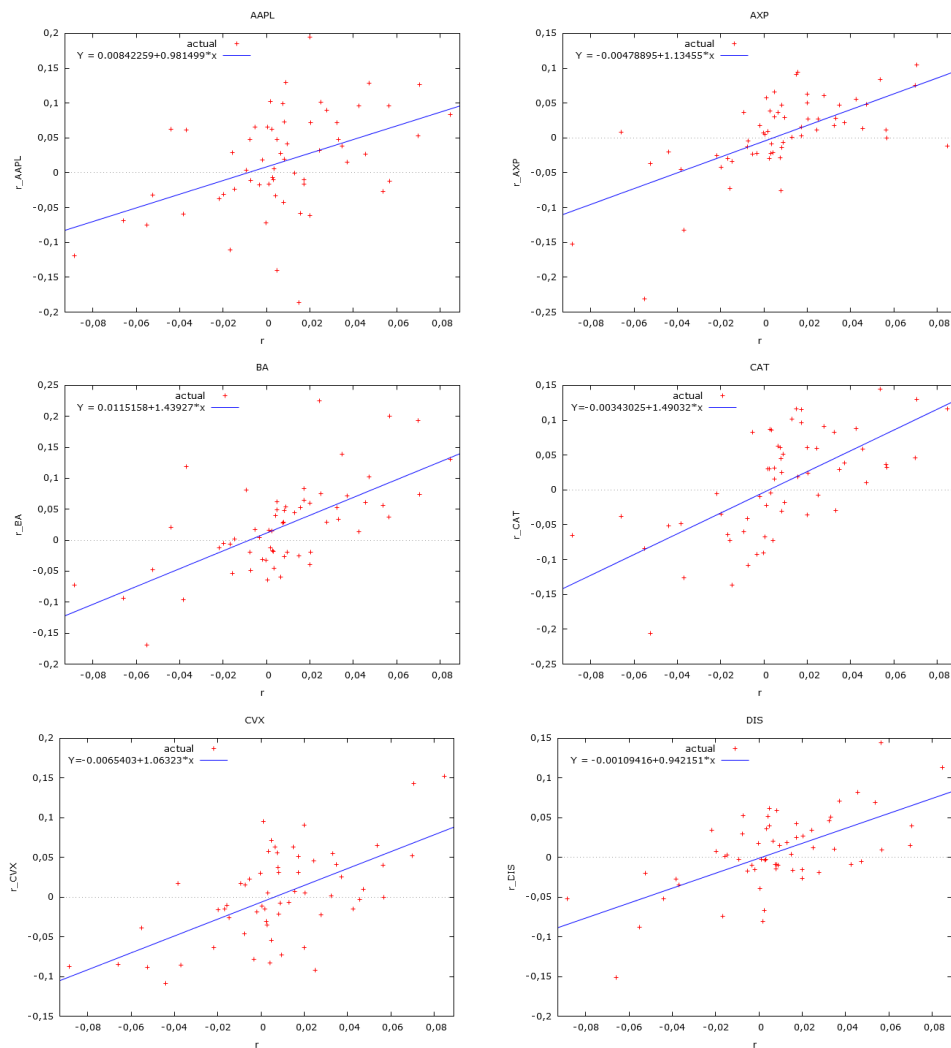 AAPL
actual
Y = 0.00842259+0.981499*x
0,2
0,15
0,1
0,05
0
-0,05
-0,1
-0,15
-0,2
r_AAPL
-0,08 -0,06 -0,04 -0,02 0 0,02 0,04 0,06 0,08
r
AXP
actual
Y = -0.00478895+1.13455*x
0,15
0,1
0,05
0
-0,05
-0,1
-0,15
-0,2
-0,25
r_AXP
-0,08 -0,06 -0,04 -0,02 0 0,02 0,04 0,06 0,08
r
BA
actual
Y = 0.0115158+1.43927*x
0,25
0,2
0,15
0,1
0,05
0
-0,05
-0,1
-0,15
-0,2
r_BA
-0,08 -0,06 -0,04 -0,02 0 0,02 0,04 0,06 0,08
r
CAT
actual
Y=-0.00343025+1.49032*x
0,15
0,1
0,05
0
-0,05
-0,1
-0,15
-0,2
-0,25
r_CAT
-0,08 -0,06 -0,04 -0,02 0 0,02 0,04 0,06 0,08
r
CVX
actual
Y=-0.0065403+1.06323*x
0,2
0,15
0,1
0,05
0
-0,05
-0,1
-0,15
r_CVX
-0,08 -0,06 -0,04 -0,02 0 0,02 0,04 0,06 0,08
r
DIS
actual
Y = -0.00109416+0.942151*x
0,15
0,1
0,05
0
-0,05
-0,1
-0,15
-0,2
r_DIS
-0,08 -0,06 -0,04 -0,02 0 0,02 0,04 0,06 0,08
r